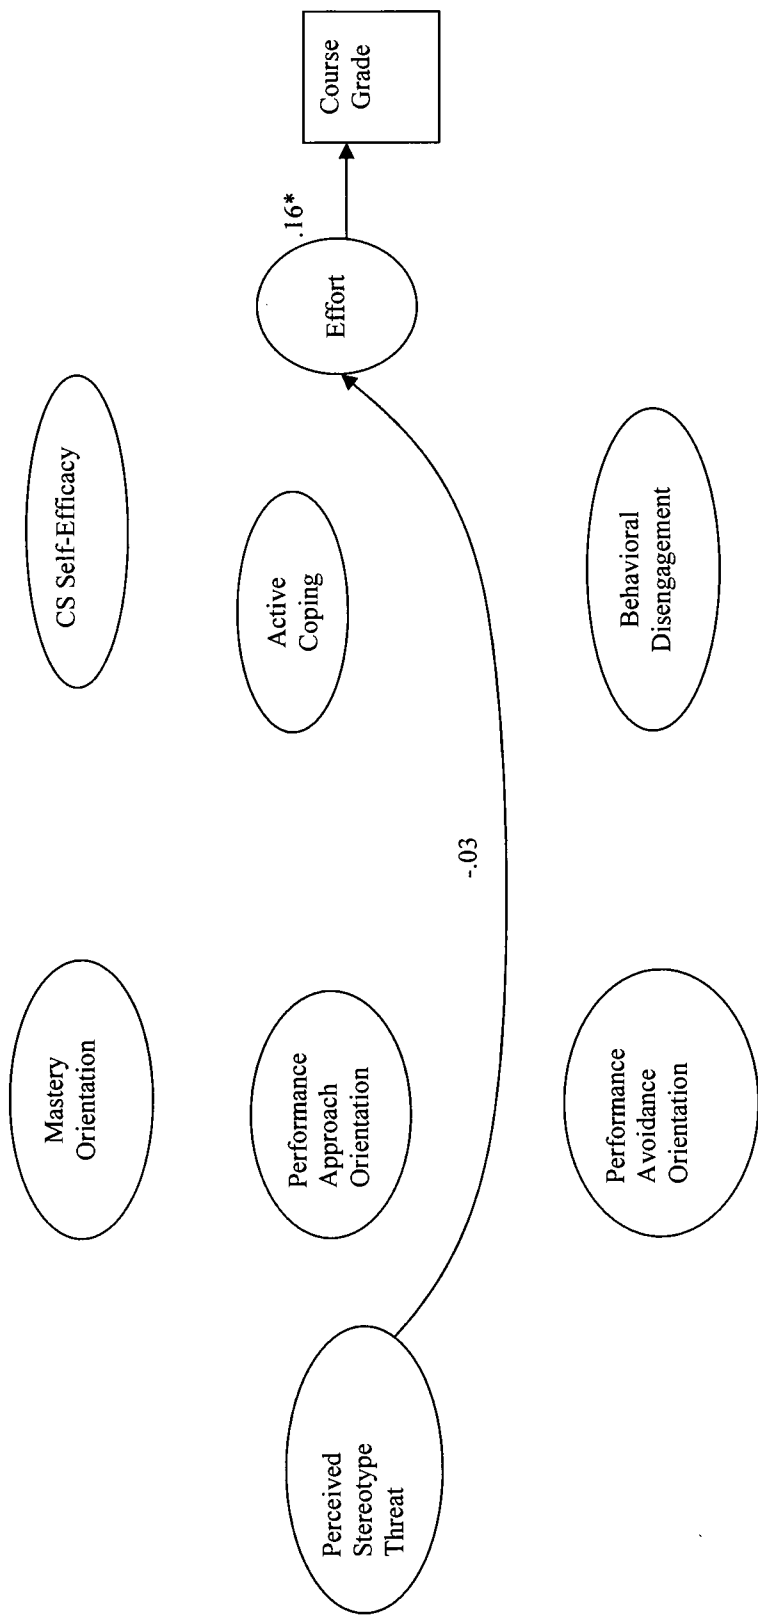 Mastery
Orientation
CS Self-Efficacy
Performance
Approach
Orientation
Active
Coping
Perceived
Stereotype
Threat
-.03
Effort
.16*
Course
Grade
Performance
Avoidance
Orientation
Behavioral
Disengagement